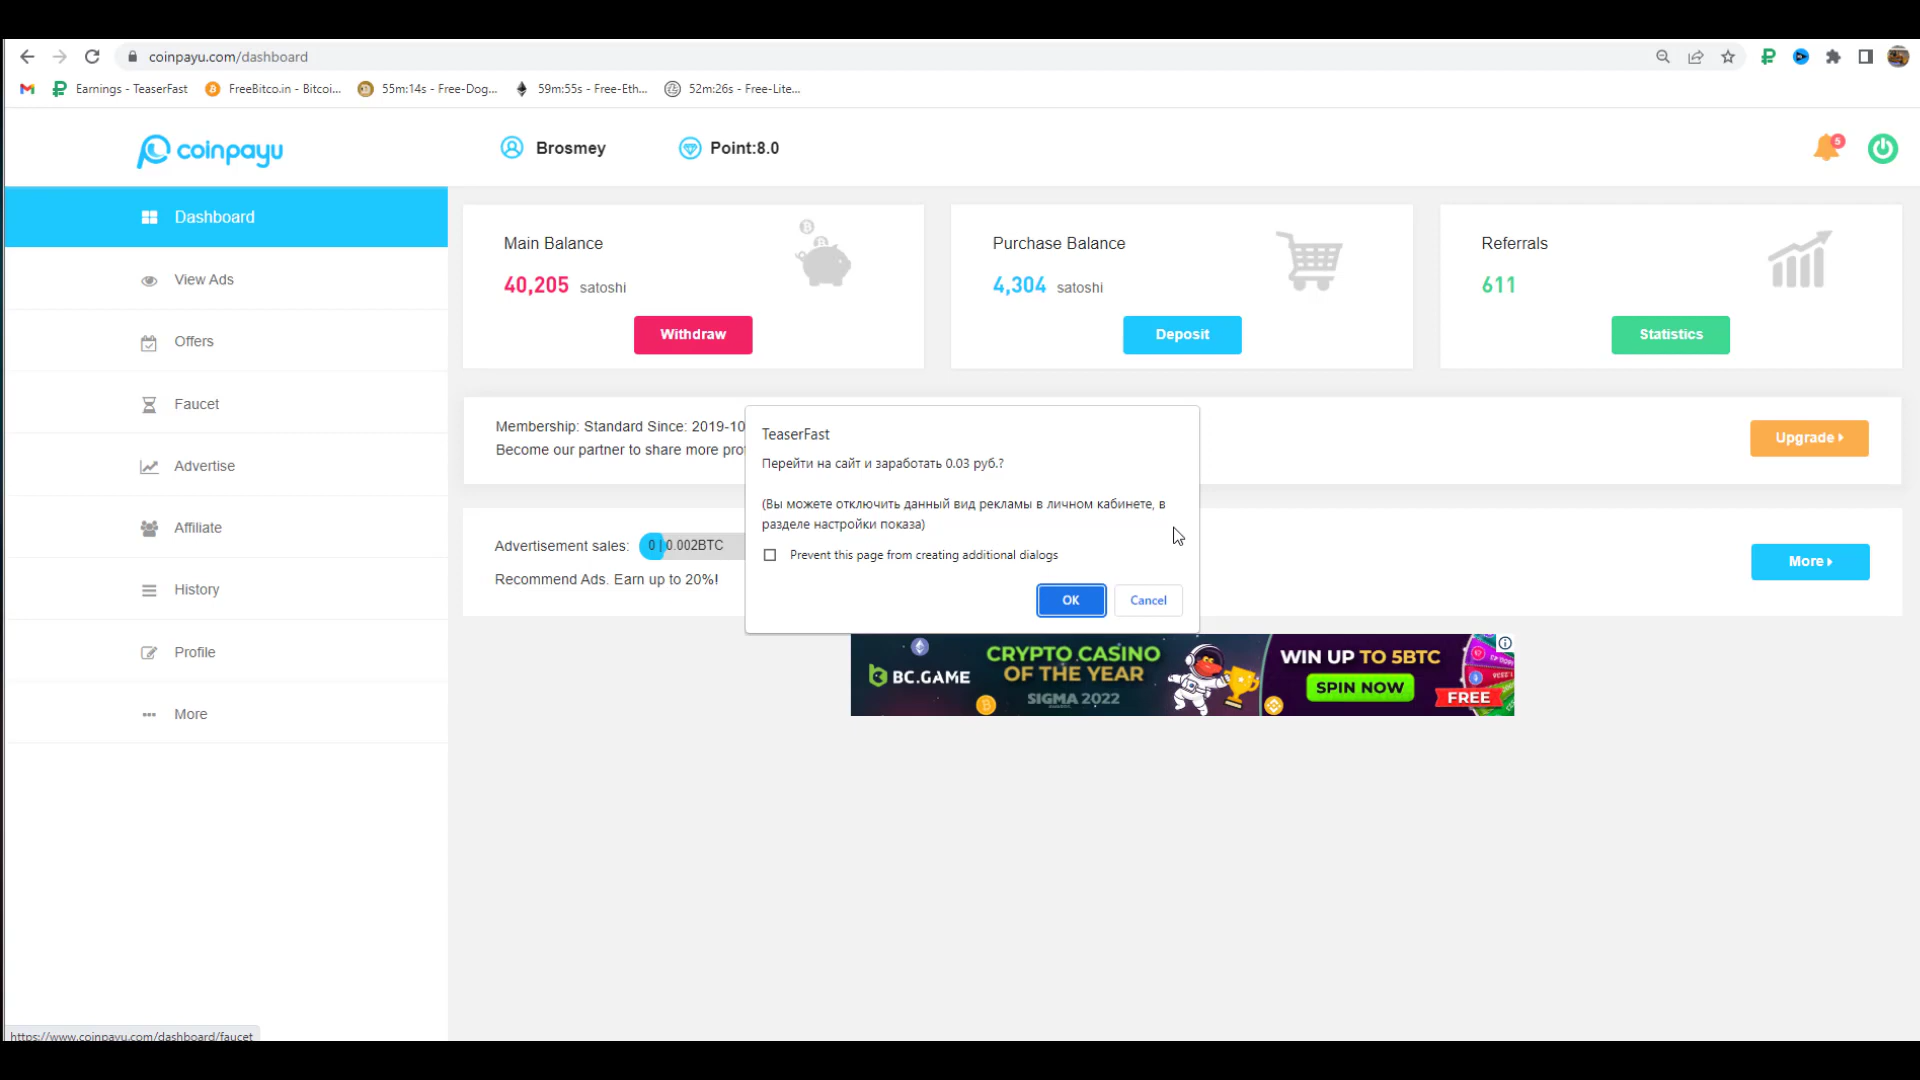 coinpayu.com/dashboard
Earnings - TeaserFast
FreeBitco.in - Bitcoi...
55m:14s - Free-Dog...
59m:55s - Free-Eth...
52m:26s - Free-Lite...
coinpayu
Brosmey
Point:8.0
5
Dashboard
View Ads
Offers
Faucet
Advertise
Affiliate
History
Profile
More
Main Balance
40,205 satoshi
Withdraw
Purchase Balance
4,304 satoshi
Deposit
Referrals
611
Statistics
Membership: Standard Since: 2019-10
Become our partner to share more pro
Upgrade
TeaserFast
Перейти на сайт и заработать 0.03 руб.?
(Вы можете отключить данный вид рекламы в личном кабинете, в
разделе настройки показа)
Prevent this page from creating additional dialogs
OK
Cancel
Advertisement sales: 0 | 0.002BTC
Recommend Ads. Earn up to 20%!
More
BC.GAME
CRYPTO CASINO
OF THE YEAR
SIGMA 2022
WIN UP TO 5BTC
SPIN NOW
FREE
https://www.coinpayu.com/dashboard/faucet